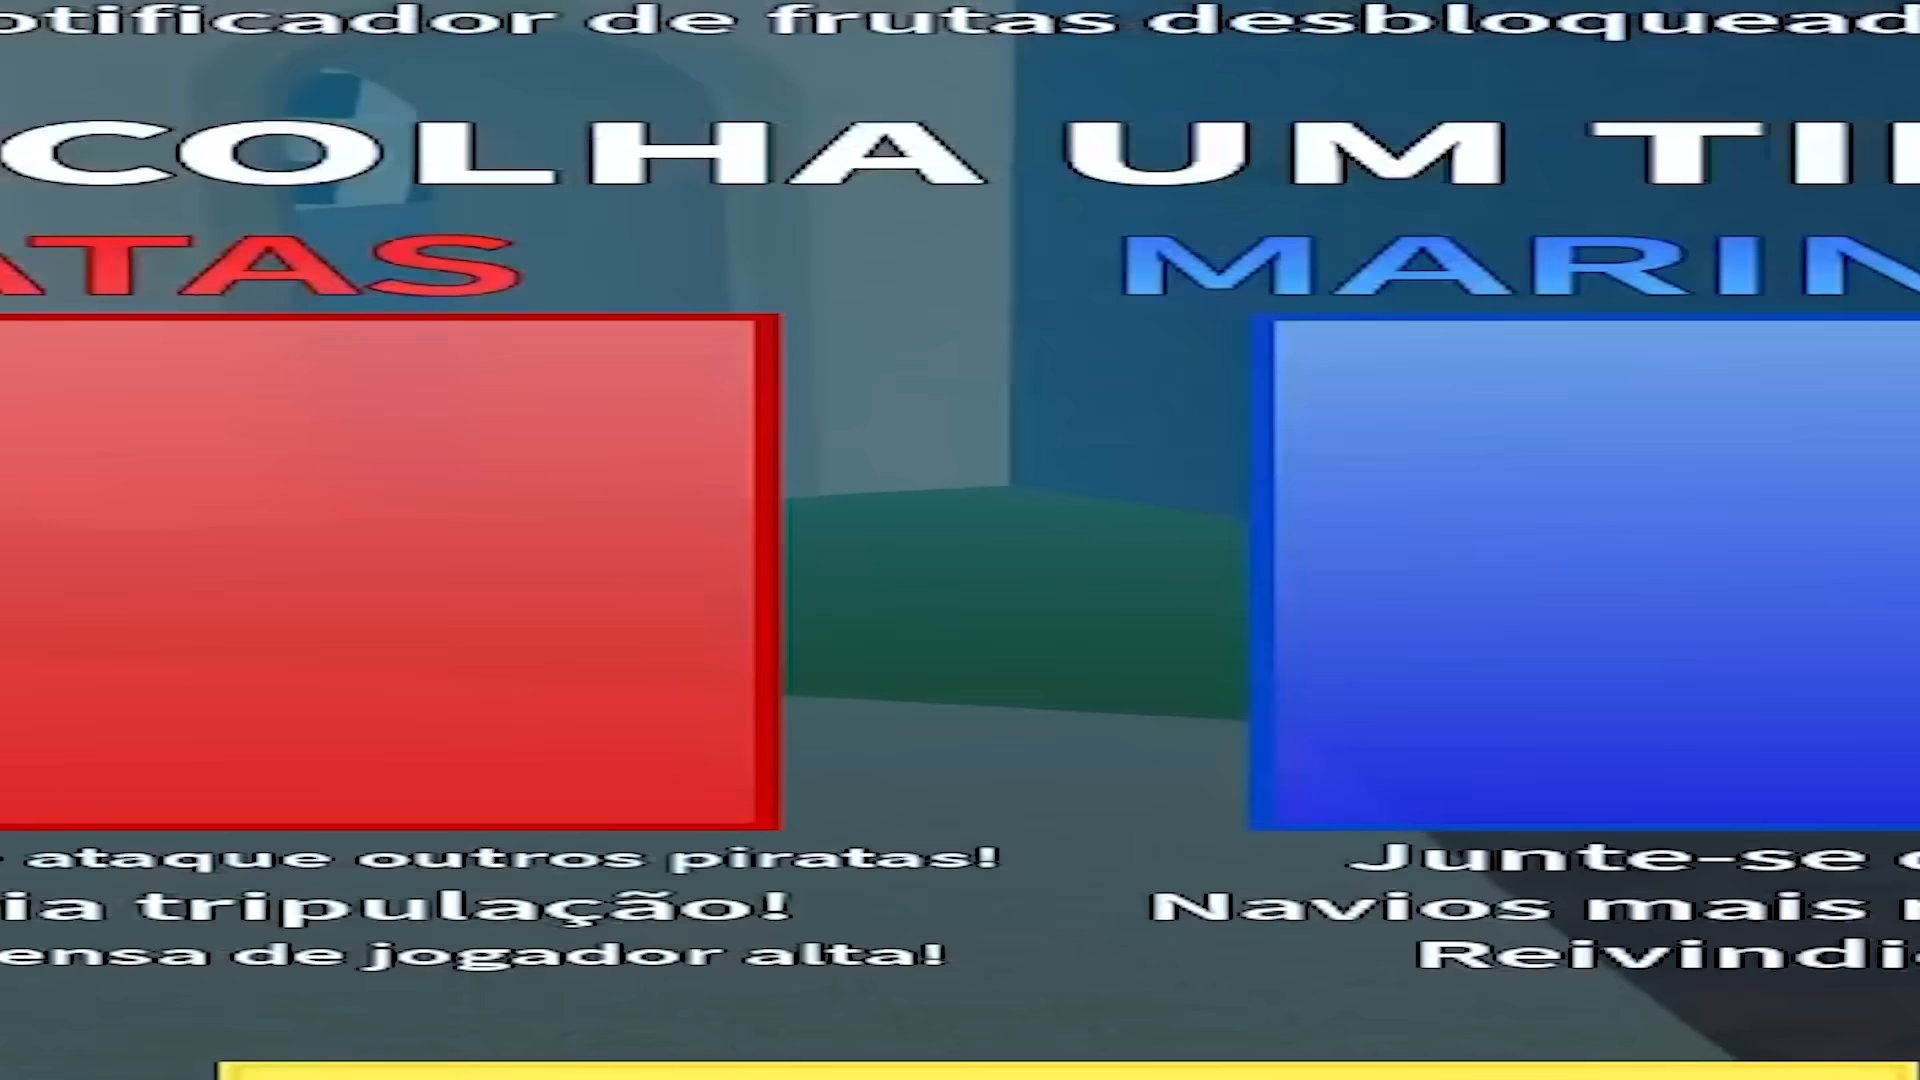 otificador de frutas desbloquead
COLHA UM TI
ATAS
MARIN
ataque outros piratas!
Junte-se
ia tripulação!
Navios mais
ensa de jogador alta!
Reivindi